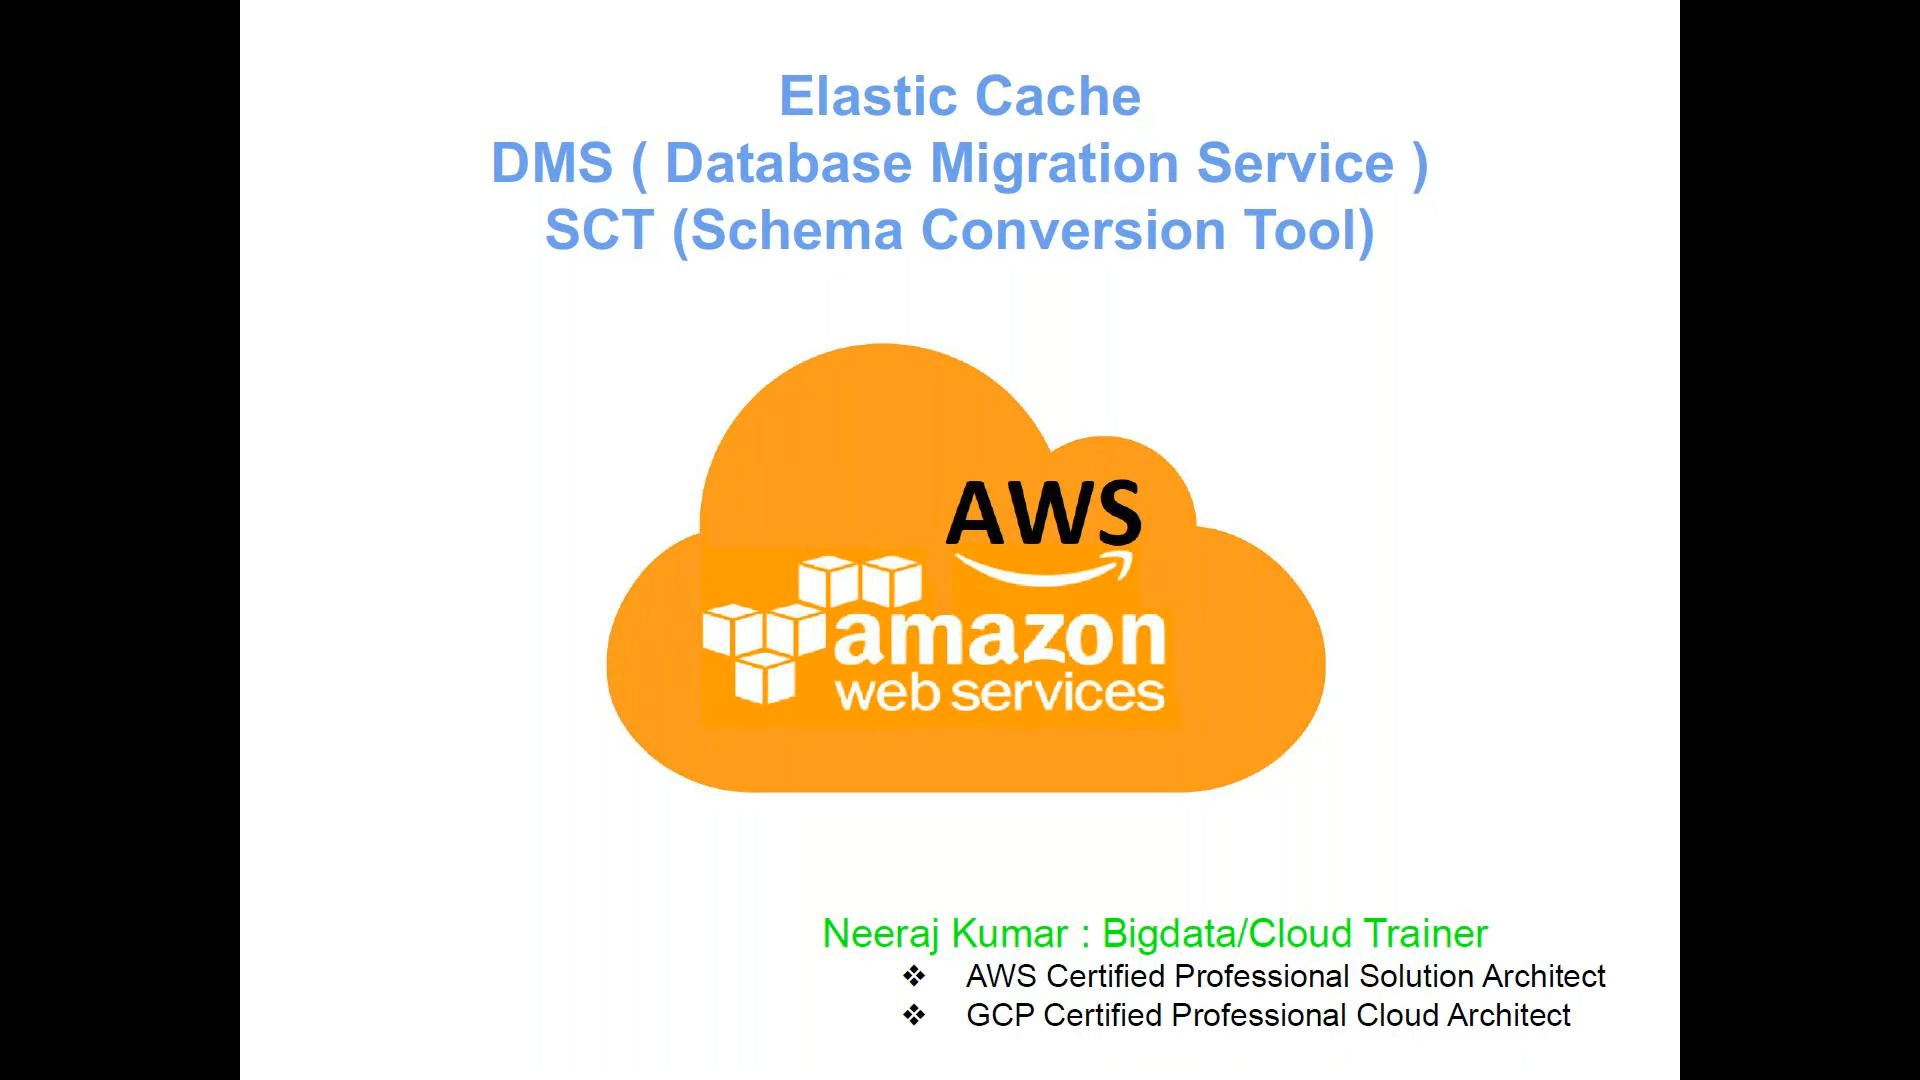 Elastic Cache
DMS ( Database Migration Service )
SCT (Schema Conversion Tool)
AWS
amazon
web services
Neeraj Kumar : Bigdata/Cloud Trainer
❖ AWS Certified Professional Solution Architect
❖ GCP Certified Professional Cloud Architect